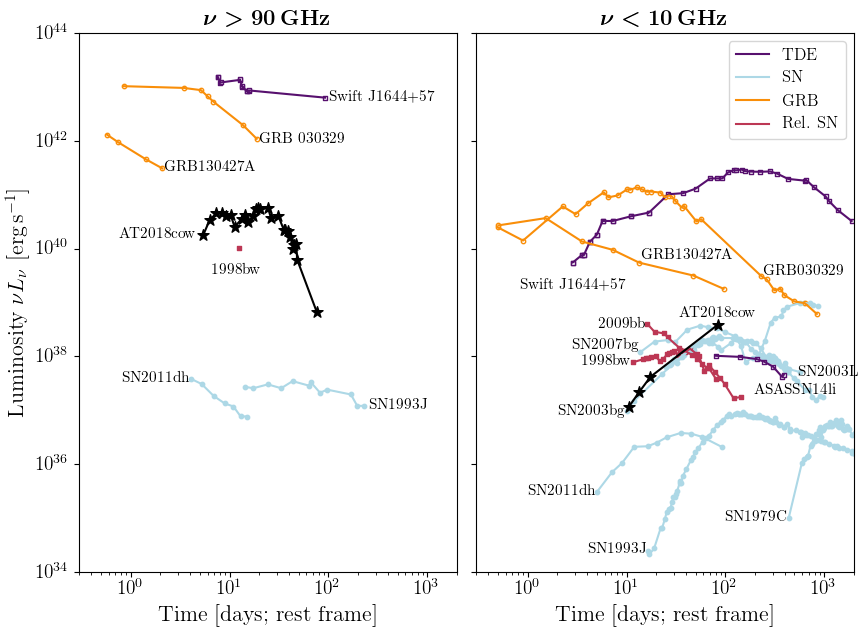 ν > 90 GHz
ν < 10 GHz
10^44
10^42
10^40
10^38
10^36
10^34
Luminosity νL_ν [erg s^−1]
Swift J1644+57
GRB 030329
GRB130427A
AT2018cow
1998bw
SN2011dh
SN1993J
10^0
10^1
10^2
10^3
Time [days; rest frame]
TDE
SN
GRB
Rel. SN
GRB130427A
GRB030329
Swift J1644+57
AT2018cow
2009bb
SN2007bg
1998bw
SN2003L
ASASSN14li
SN2003bg
SN2011dh
SN1979C
SN1993J
10^0
10^1
10^2
10^3
Time [days; rest frame]